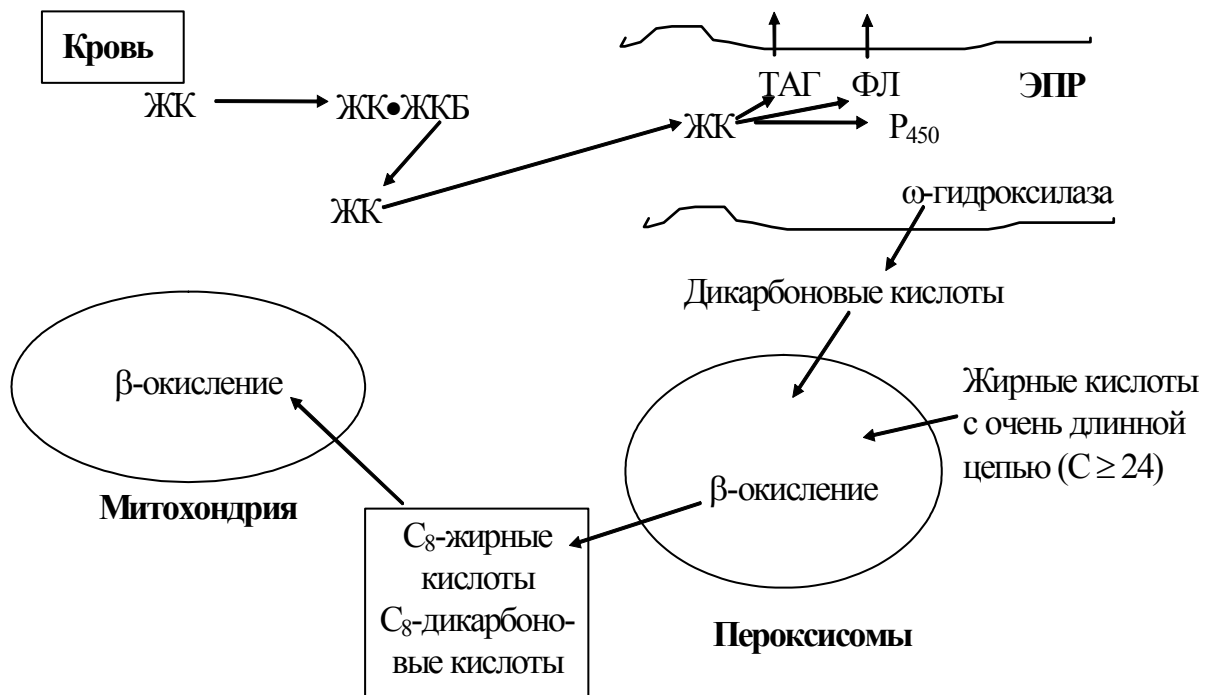 Кровь
ЖК
ЖК•ЖКБ
ЖК
ТАГ
ФЛ
ЭПР
ЖК
P450
ω-гидроксилаза
Дикарбоновые кислоты
β-окисление
Митохондрия
Жирные кислоты
с очень длинной
цепью (C ≥ 24)
β-окисление
Пероксисомы
C8-жирные
кислоты
C8-дикарбоно-
вые кислоты